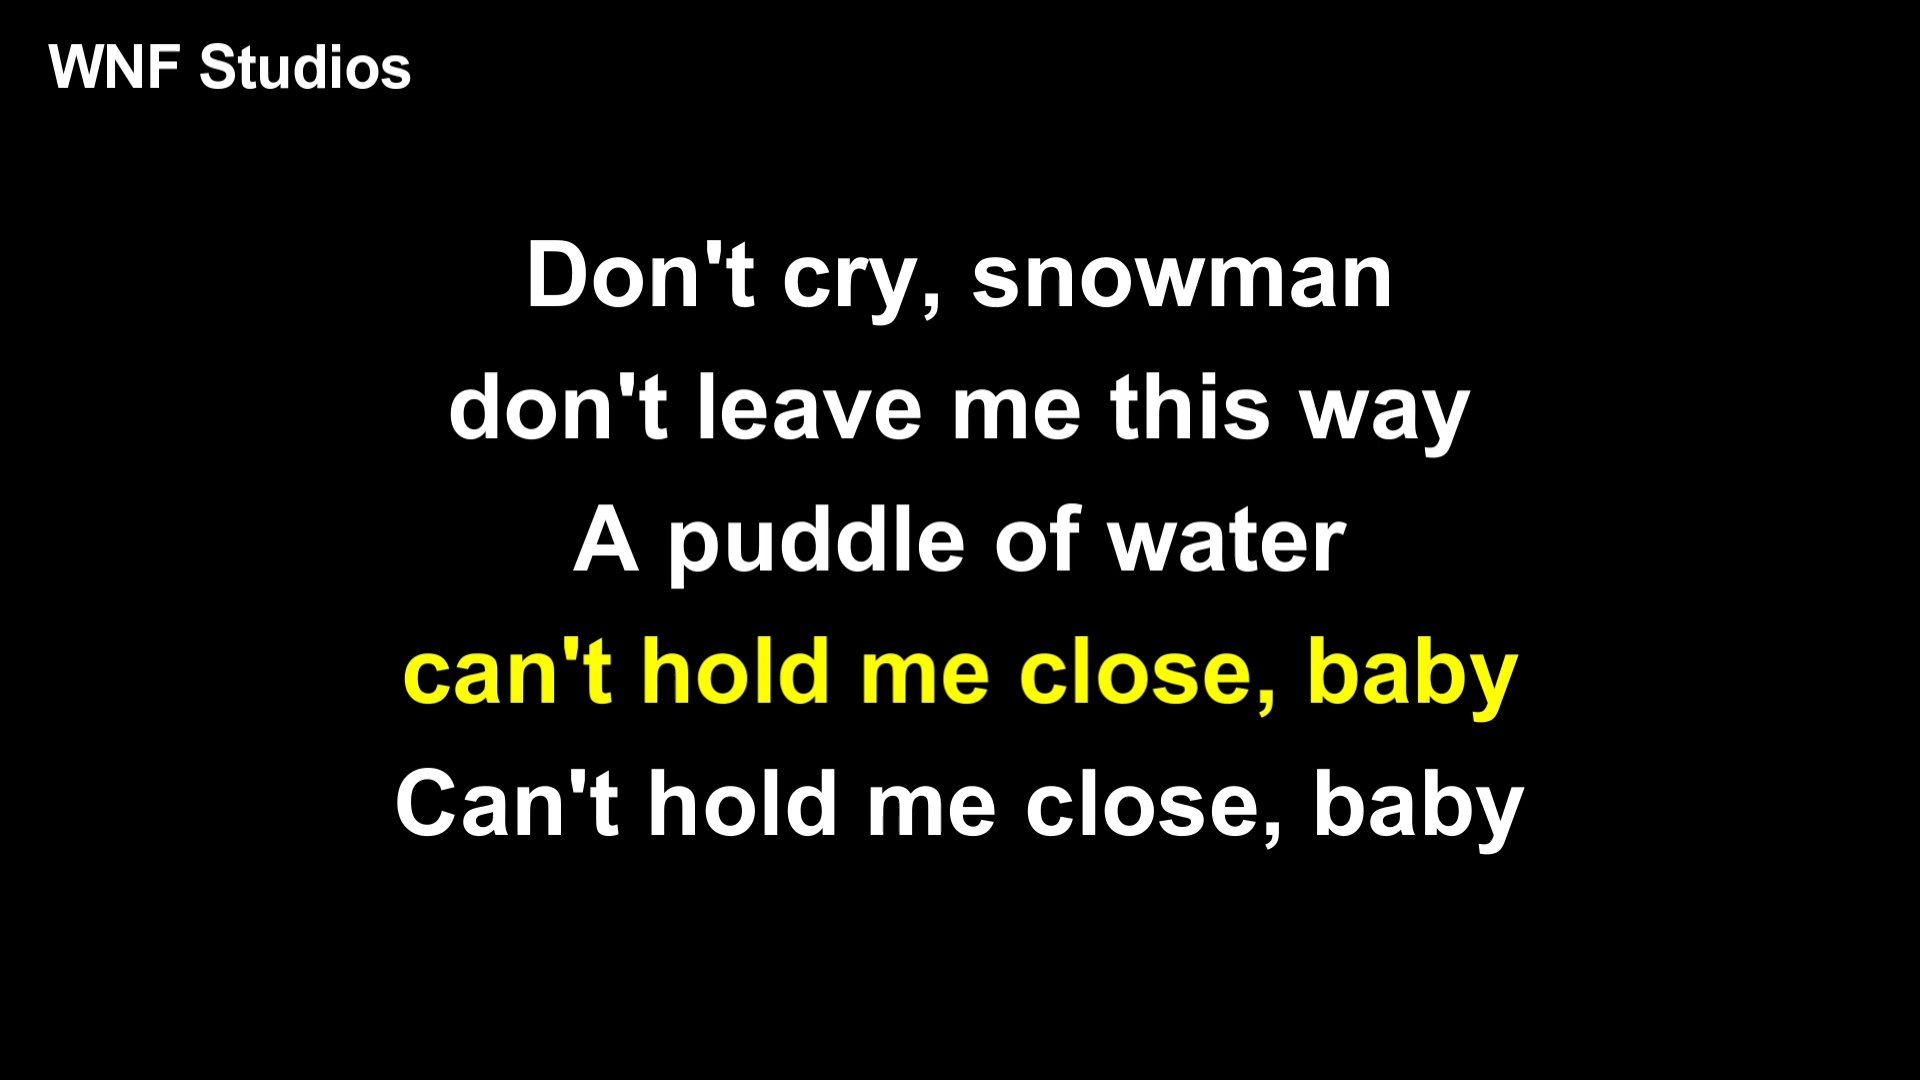 WNF Studios
Don't cry, snowman
don't leave me this way
A puddle of water
can't hold me close, baby
Can't hold me close, baby